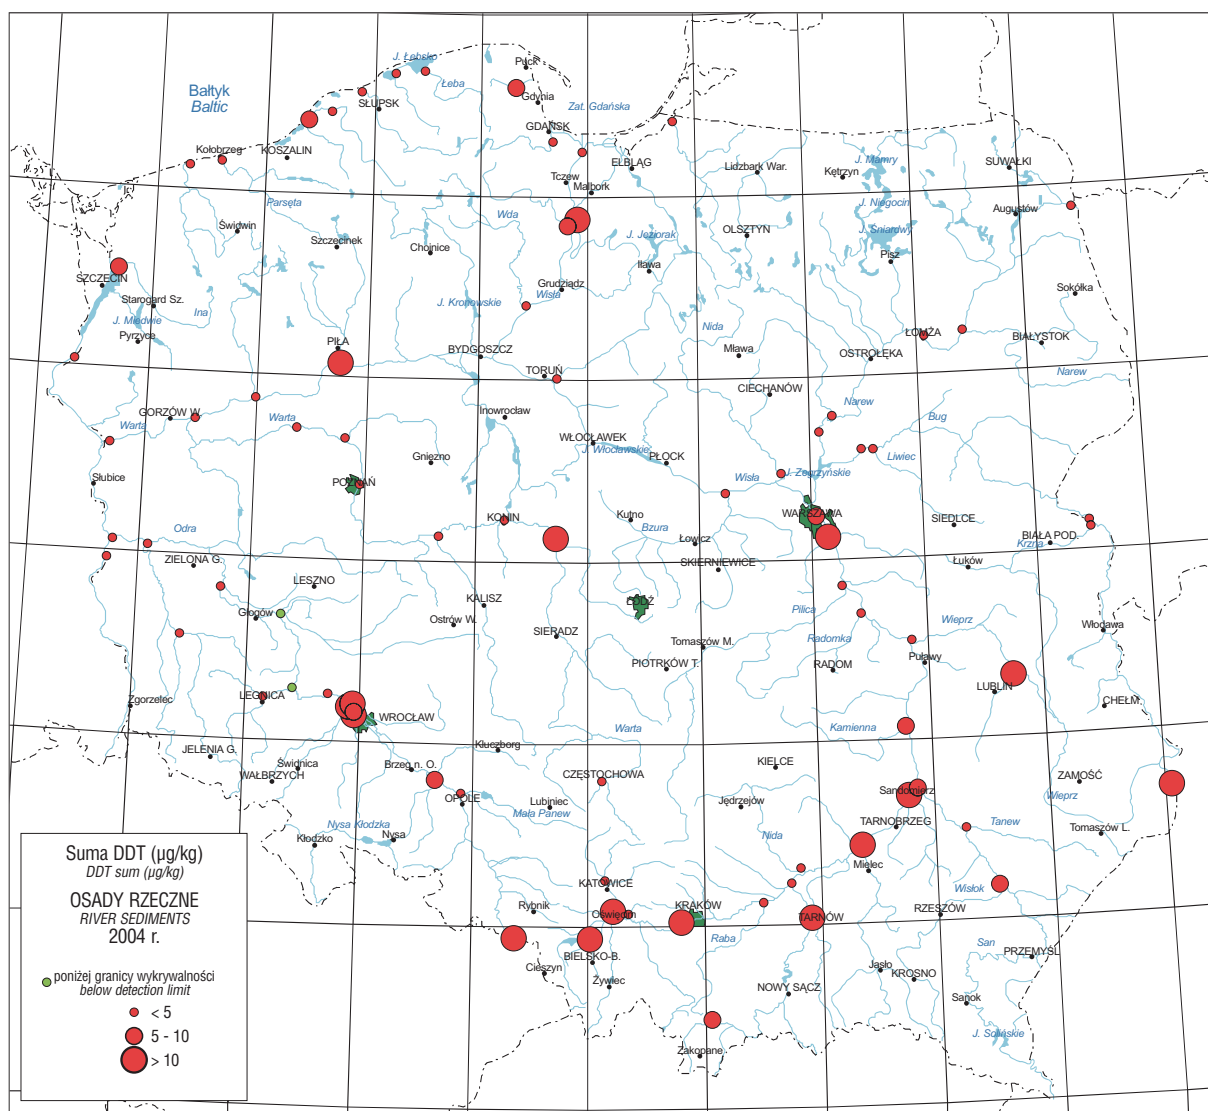 J. Łebsko
Puck
Łeba
Bałtyk
Baltic
Gdynia
SŁUPSK
Zat. Gdańska
GDAŃSK
Kołobrzeg
KOSZALIN
ELBLĄG
Lidzbark War.
J. Mamry
SUWAŁKI
Kętrzyn
Tczew
Malbork
Parsęta
J. Niegocin
Augustów
Wda
Świdwin
Szczecinek
Chojnice
J. Jeziorak
OLSZTYN
J. Śniardwy
Pisz
Iława
SZCZECIN
Grudziądz
Wisła
Sokółka
Starogard Sz.
J. Kronowskie
Ina
J. Miedwie
Pyrzyce
Nida
ŁOMŻA
BIAŁYSTOK
PIŁA
BYDGOSZCZ
Mława
OSTROŁĘKA
TORUŃ
Narew
CIECHANÓW
GORZÓW W.
Warta
Warta
Inowrocław
Narew
Bug
WŁOCŁAWEK
J. Włocławskie
PŁOCK
Liwiec
Gniezno
Słubice
POZNAŃ
Wisła
J. Zegrzyńskie
KONIN
Kutno
WARSZAWA
SIEDLCE
Odra
Bzura
Łowicz
BIAŁA POD.
Krzna
ZIELONA G.
SKIERNIEWICE
Łuków
LESZNO
KALISZ
ŁÓDŹ
Głogów
Ostrów W.
Pilica
Wieprz
Włodawa
SIERADZ
Tomaszów M.
Radomka
PIOTRKÓW T.
RADOM
Puławy
LEGNICA
LUBLIN
Zgorzelec
CHEŁM
WROCŁAW
Warta
Kamienna
JELENIA G.
Świdnica
Kluczborg
Brzeg n. O.
WAŁBRZYCH
CZĘSTOCHOWA
KIELCE
ZAMOŚĆ
Sandomierz
Wieprz
OPOLE
Lubiniec
Mała Panew
Jędrzejów
TARNOBRZEG
Tanew
Tomaszów L.
Nysa Kłodzka
Nysa
Kłodzko
Nida
Mielec
KATOWICE
Wisłok
Rybnik
Oświęcim
KRAKÓW
TARNÓW
RZESZÓW
Raba
San
PRZEMYŚL
BIELSKO-B.
Cieszyn
Żywiec
Jasło
KROSNO
NOWY SĄCZ
Sanok
J. Solińskie
Zakopane
Suma DDT (µg/kg)
DDT sum (µg/kg)
OSADY RZECZNE
RIVER SEDIMENTS
2004 r.
poniżej granicy wykrywalności
below detection limit
< 5
5 - 10
> 10